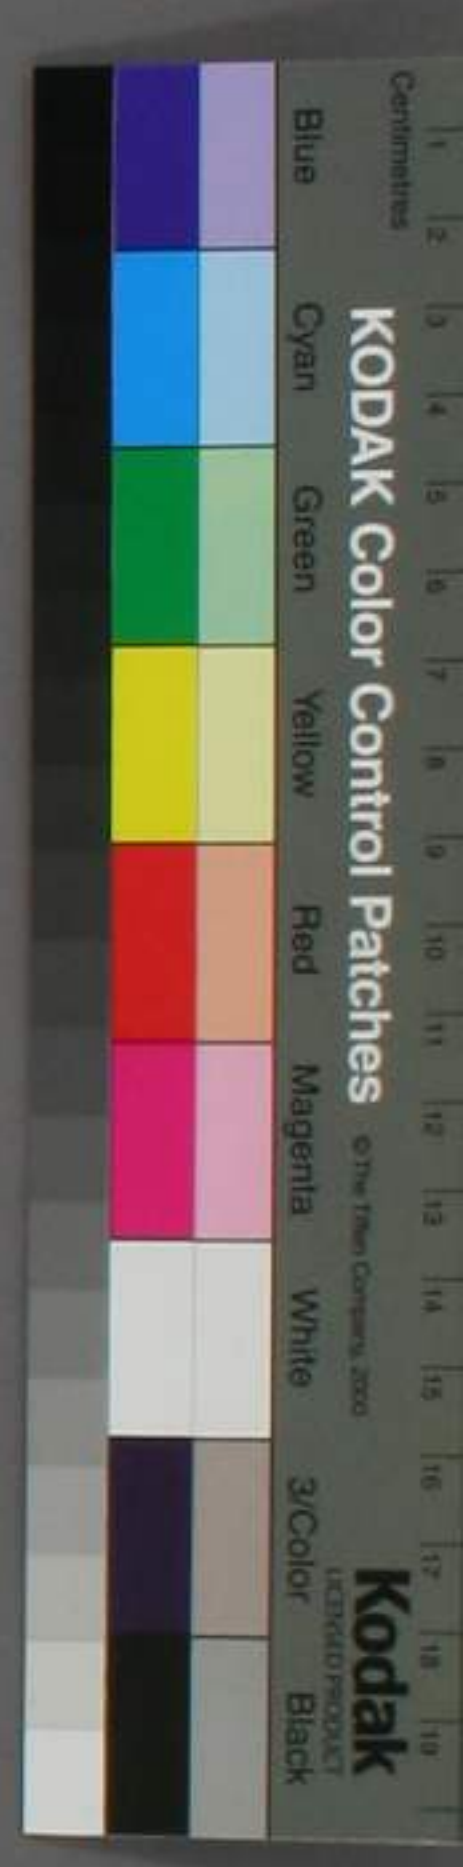 Centimetres
1 2 3 4 5 6 7 8 9 10 11 12 13 14 15 16 17 18 19
KODAK Color Control Patches © The Tiffen Company, 2000
Kodak
LICENSED PRODUCT
Blue Cyan Green Yellow Red Magenta White 3/Color Black